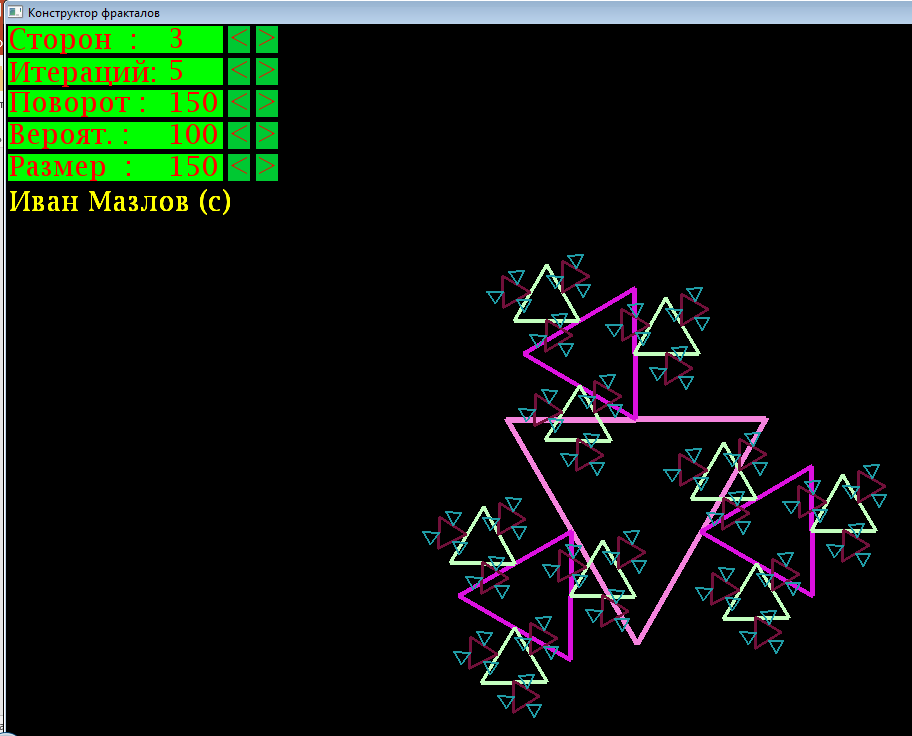 Конструктор фракталов
Сторон : 3 < >
Итераций: 5 < >
Поворот : 150 < >
Вероят. : 100 < >
Размер : 150 < >
Иван Мазлов (c)